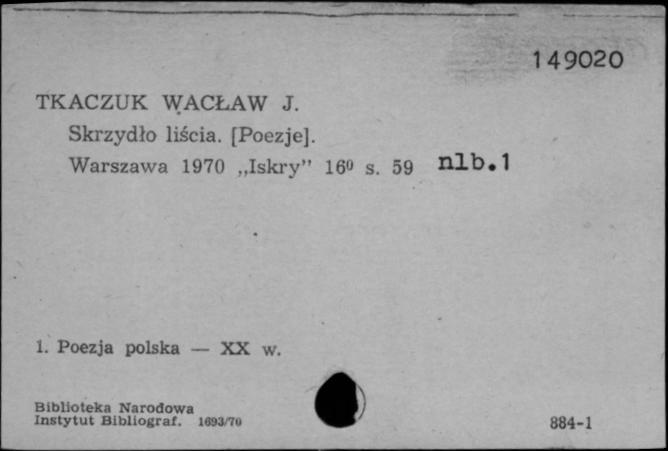 149020
TKACZUK WACŁAW J.
Skrzydło liścia. [Poezje].
Warszawa 1970 „Iskry” 16⁰ s. 59 nlb.1
1. Poezja polska — XX w.
Biblioteka Narodowa
Instytut Bibliograf. 1693/70
884-1